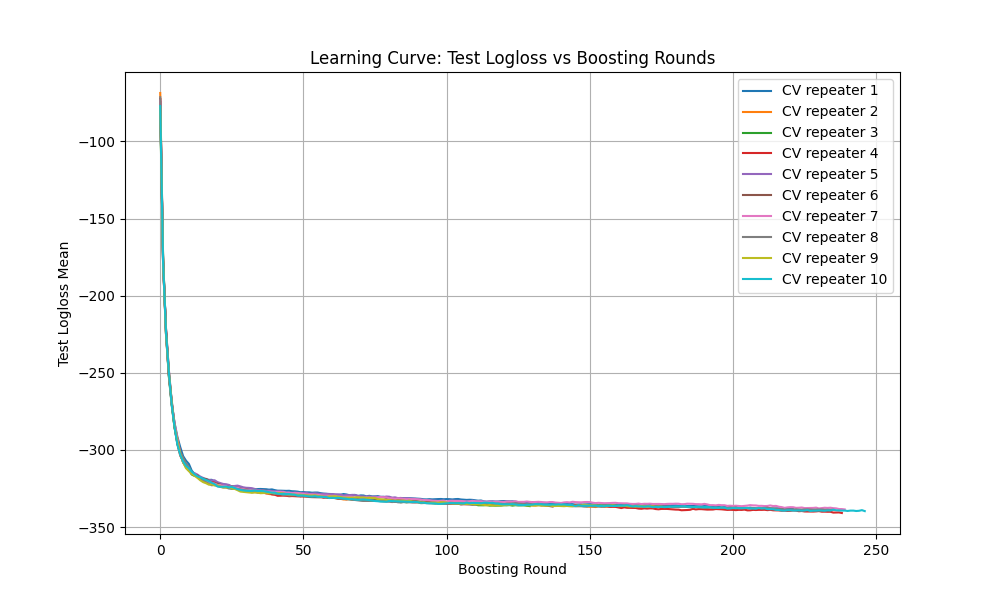 Learning Curve: Test Logloss vs Boosting Rounds
CV repeater 1
CV repeater 2
CV repeater 3
CV repeater 4
CV repeater 5
CV repeater 6
CV repeater 7
CV repeater 8
CV repeater 9
CV repeater 10
Test Logloss Mean
−100
−150
−200
−250
−300
−350
0
50
100
150
200
250
Boosting Round